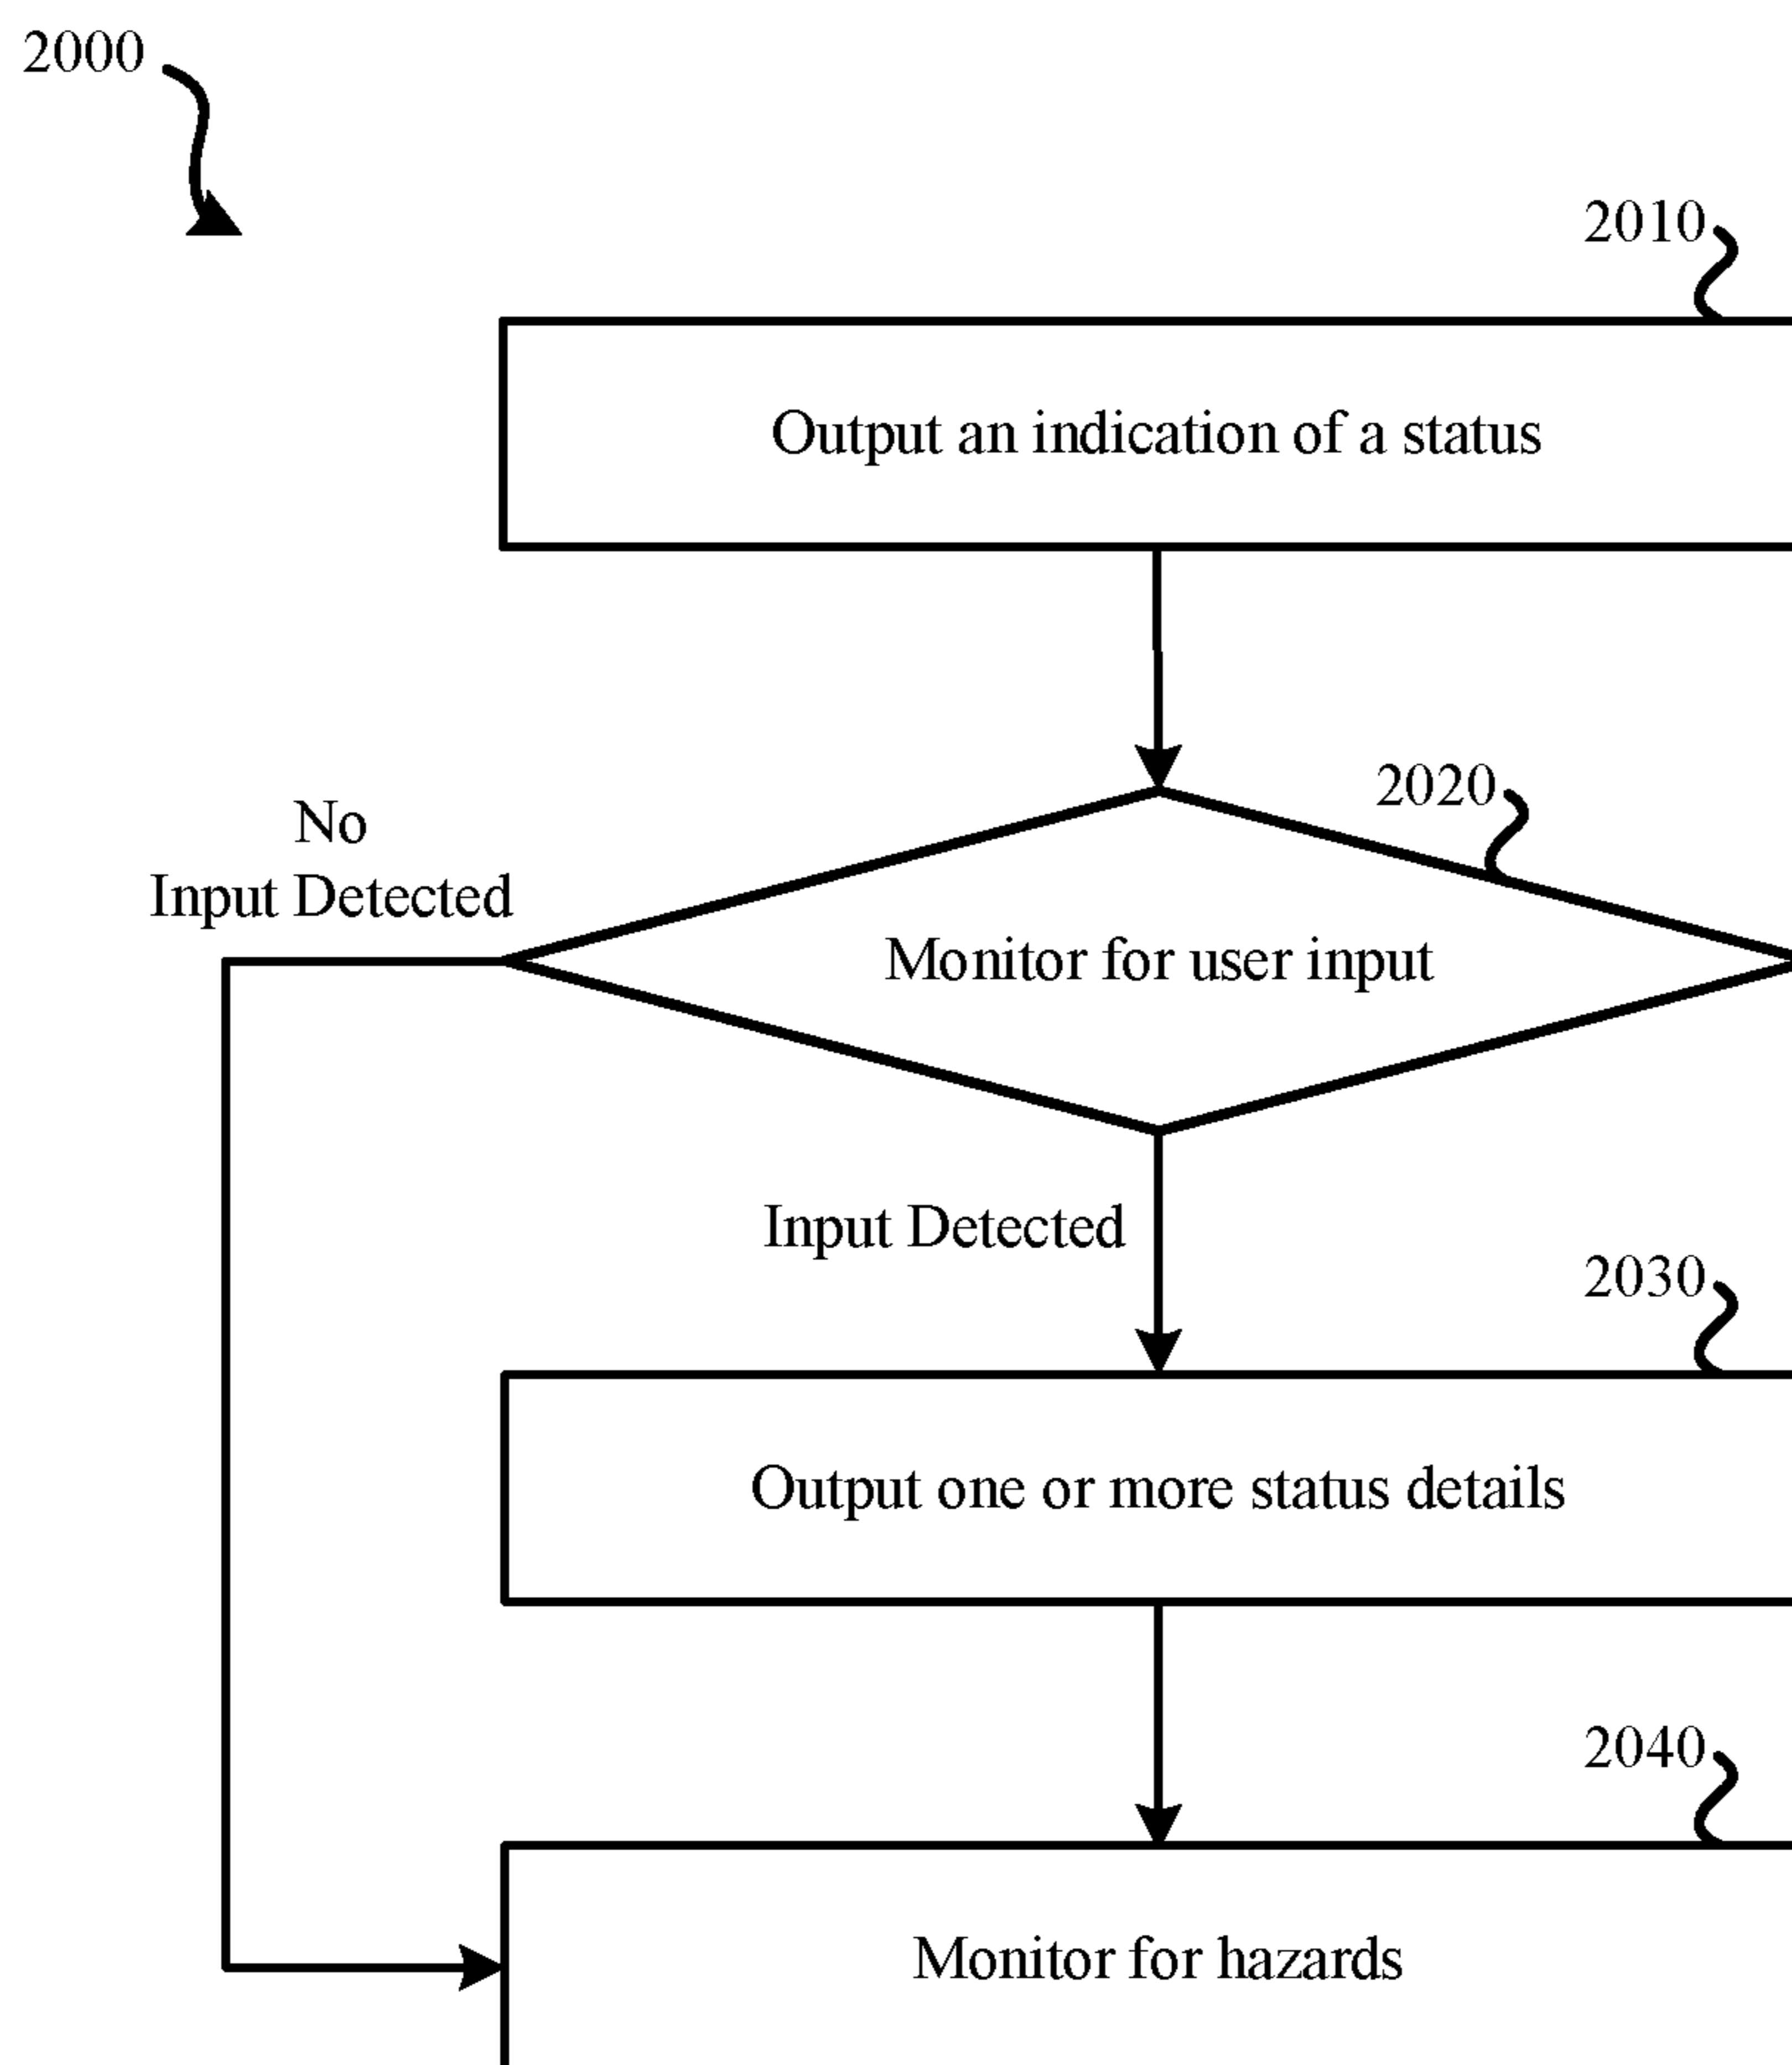 2000
2010
Output an indication of a status
2020
No
Input Detected
Monitor for user input
Input Detected
2030
Output one or more status details
2040
Monitor for hazards